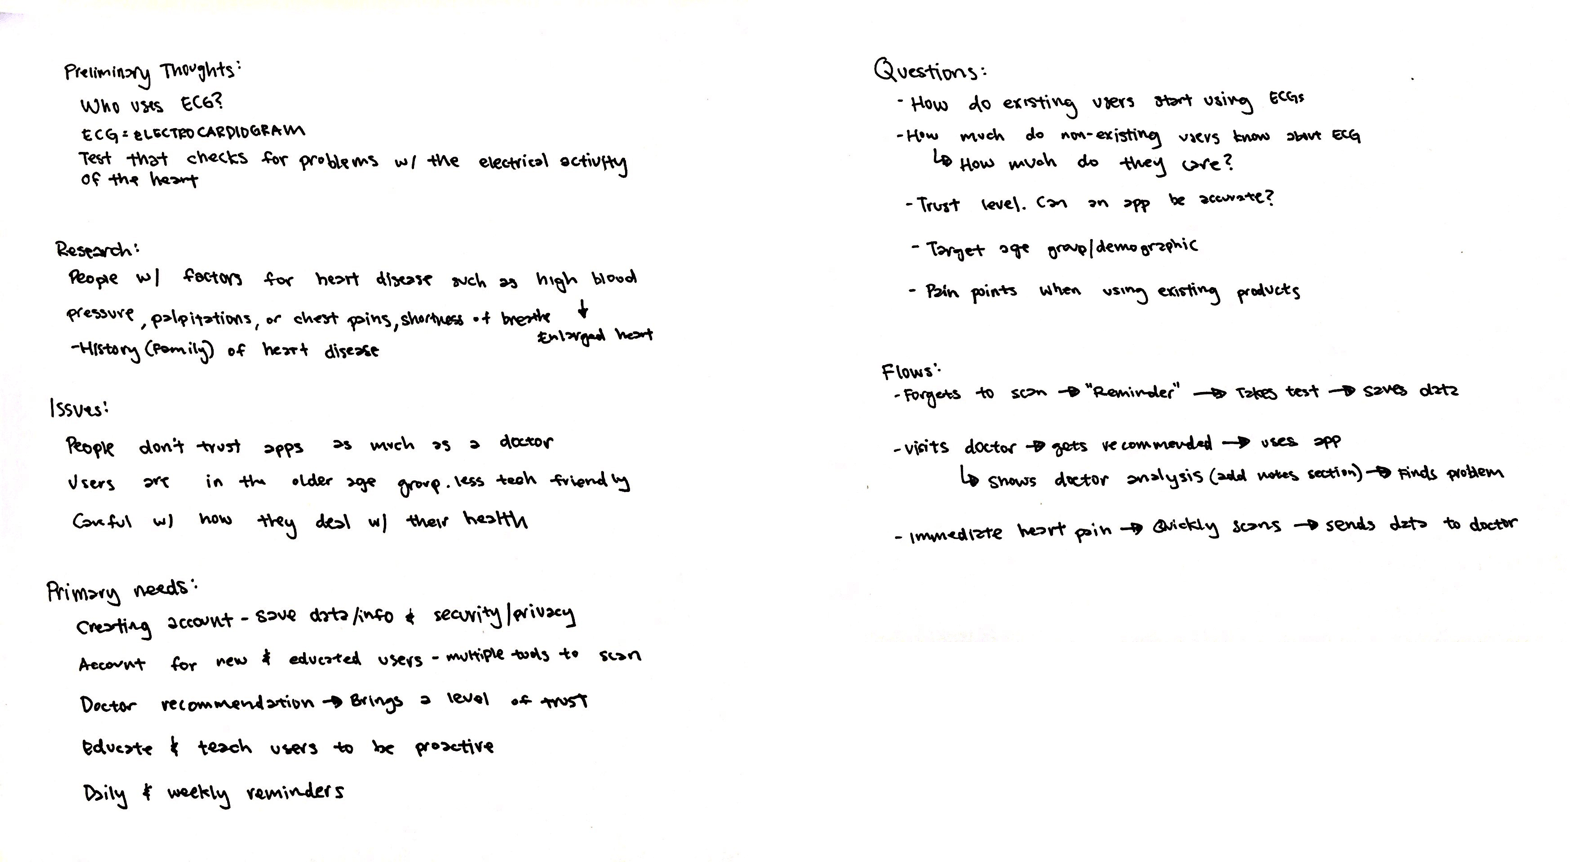 Preliminary Thoughts:
Who uses ECG?
ECG = ELECTROCARDIOGRAM
Test that checks for problems w/ the electrical activity
of the heart
Research:
People w/ factors for heart disease such as high blood
pressure, palpitations, or chest pains, shortness of breathe
↓
Enlarged heart
-History (Family) of heart disease
Issues:
People don't trust apps as much as a doctor
Users are in the older age group. less tech friendly
Careful w/ how they deal w/ their health
Primary needs:
Creating account - save data/info & security/privacy
Account for new & educated users - multiple tools to scan
Doctor recommendation → Brings a level of trust
Educate & teach users to be proactive
Daily & weekly reminders
Questions:
- How do existing users start using ECGs
- How much do non-existing users know about ECG
↳ How much do they care?
- Trust level. Can an app be accurate?
- Target age group/demographic
- Pain points when using existing products
Flows:
- Forgets to scan → "Reminder" → Takes test → saves data
- visits doctor → gets recommended → uses app
↳ shows doctor analysis (add notes section) → Finds problem
- Immediate heart pain → Quickly scans → sends data to doctor